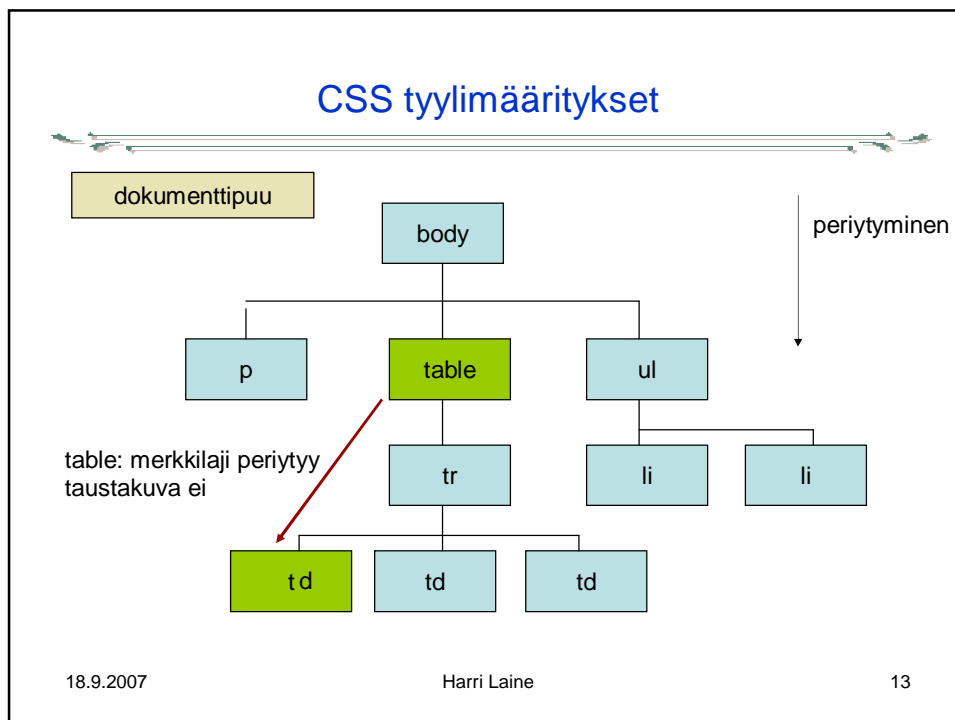 CSS tyylimääritykset
dokumenttipuu
body
periytyminen
p
table
ul
table: merkkilaji periytyy
taustakuva ei
tr
li
li
td
td
td
18.9.2007
Harri Laine
13